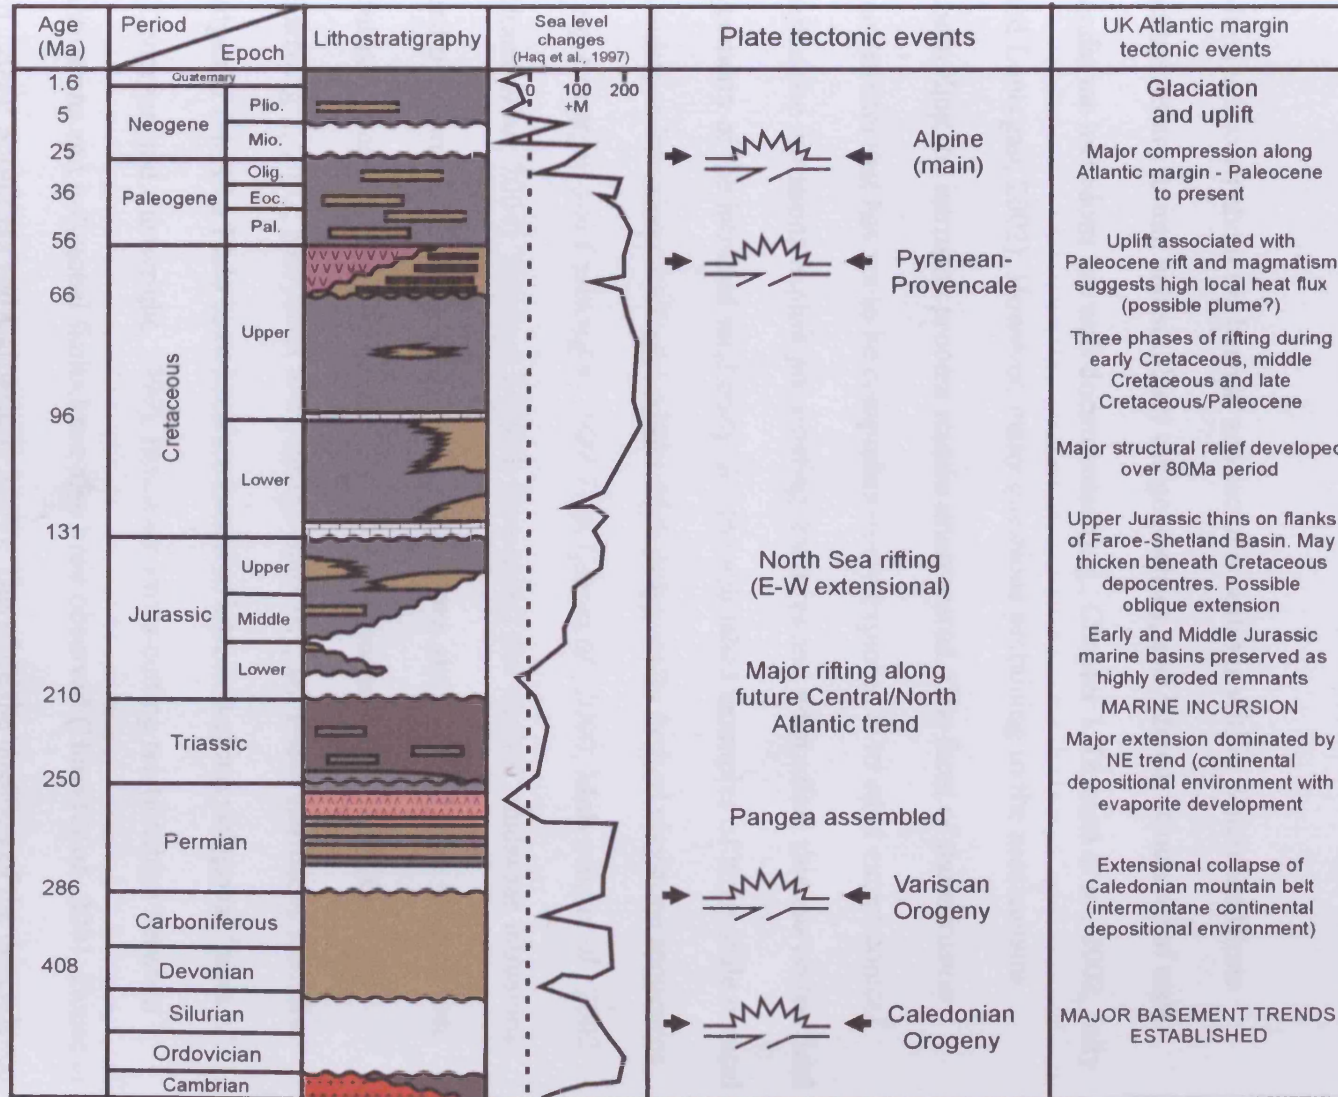 Age
(Ma)
Period
Epoch
Lithostratigraphy
Sea level
changes
(Haq et al., 1997)
Plate tectonic events
UK Atlantic margin
tectonic events
0 100 200
+M
1.6
5
25
36
56
66
96
131
210
250
286
408
Quaternary
Neogene
Plio.
Mio.
Paleogene
Olig.
Eoc.
Pal.
Cretaceous
Upper
Lower
Jurassic
Upper
Middle
Lower
Triassic
Permian
Carboniferous
Devonian
Silurian
Ordovician
Cambrian
Alpine
(main)
Pyrenean-
Provencale
North Sea rifting
(E-W extensional)
Major rifting along
future Central/North
Atlantic trend
Pangea assembled
Variscan
Orogeny
Caledonian
Orogeny
Glaciation
and uplift
Major compression along
Atlantic margin - Paleocene
to present
Uplift associated with
Paleocene rift and magmatism
suggests high local heat flux
(possible plume?)
Three phases of rifting during
early Cretaceous, middle
Cretaceous and late
Cretaceous/Paleocene
Major structural relief developed
over 80Ma period
Upper Jurassic thins on flanks
of Faroe-Shetland Basin. May
thicken beneath Cretaceous
depocentres. Possible
oblique extension
Early and Middle Jurassic
marine basins preserved as
highly eroded remnants
MARINE INCURSION
Major extension dominated by
NE trend (continental
depositional environment with
evaporite development
Extensional collapse of
Caledonian mountain belt
(intermontane continental
depositional environment)
MAJOR BASEMENT TRENDS
ESTABLISHED